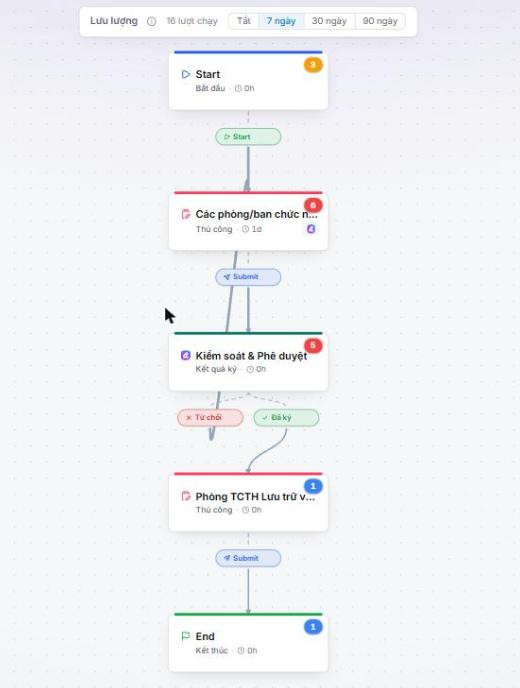 Lưu lượng 16 lượt chạy Tất 7 ngày 30 ngày 90 ngày
3
Start
Bắt đầu · 0h
Start
6
Các phòng/ban chức n...
Thủ công · 1d
Submit
5
Kiểm soát & Phê duyệt
Kết quả ký · 0h
Từ chối Đã ký
1
Phòng TCTH Lưu trữ v...
Thủ công · 0h
Submit
1
End
Kết thúc · 0h